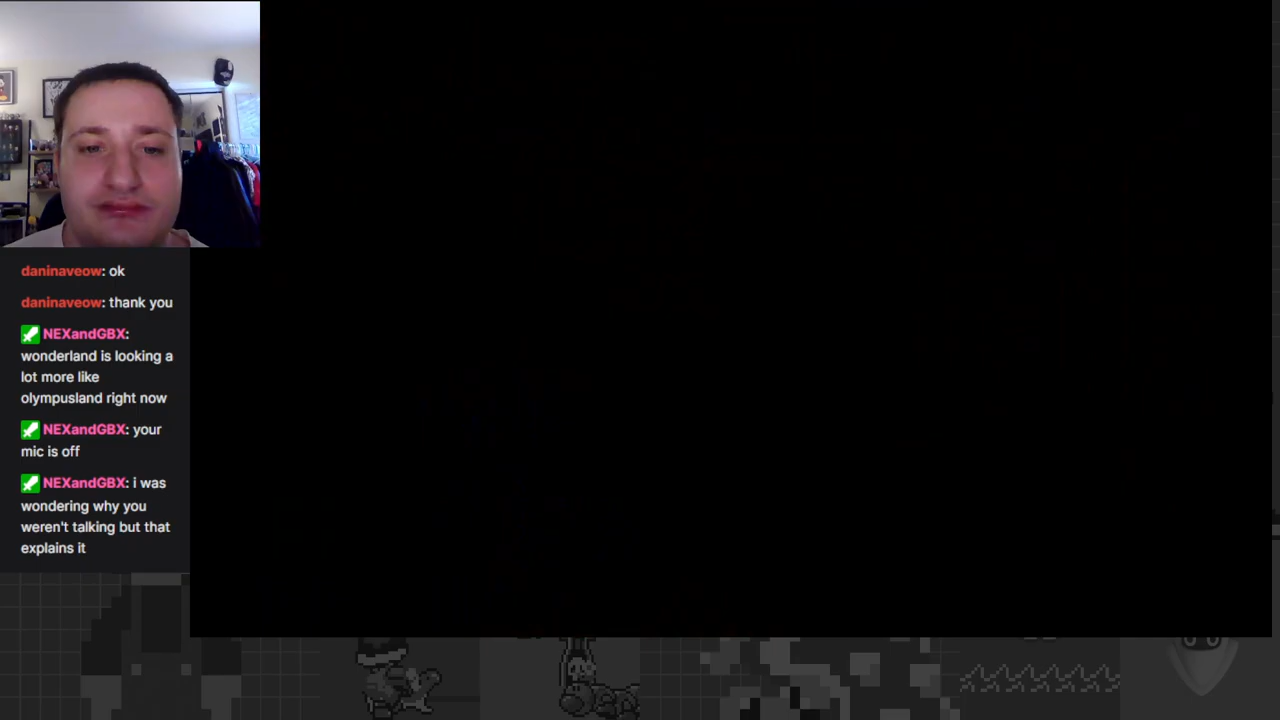 daninaveow: ok
daninaveow: thank you
NEXandGBX:
wonderland is looking a
lot more like
olympusland right now
NEXandGBX: your
mic is off
NEXandGBX: i was
wondering why you
weren't talking but that
explains it